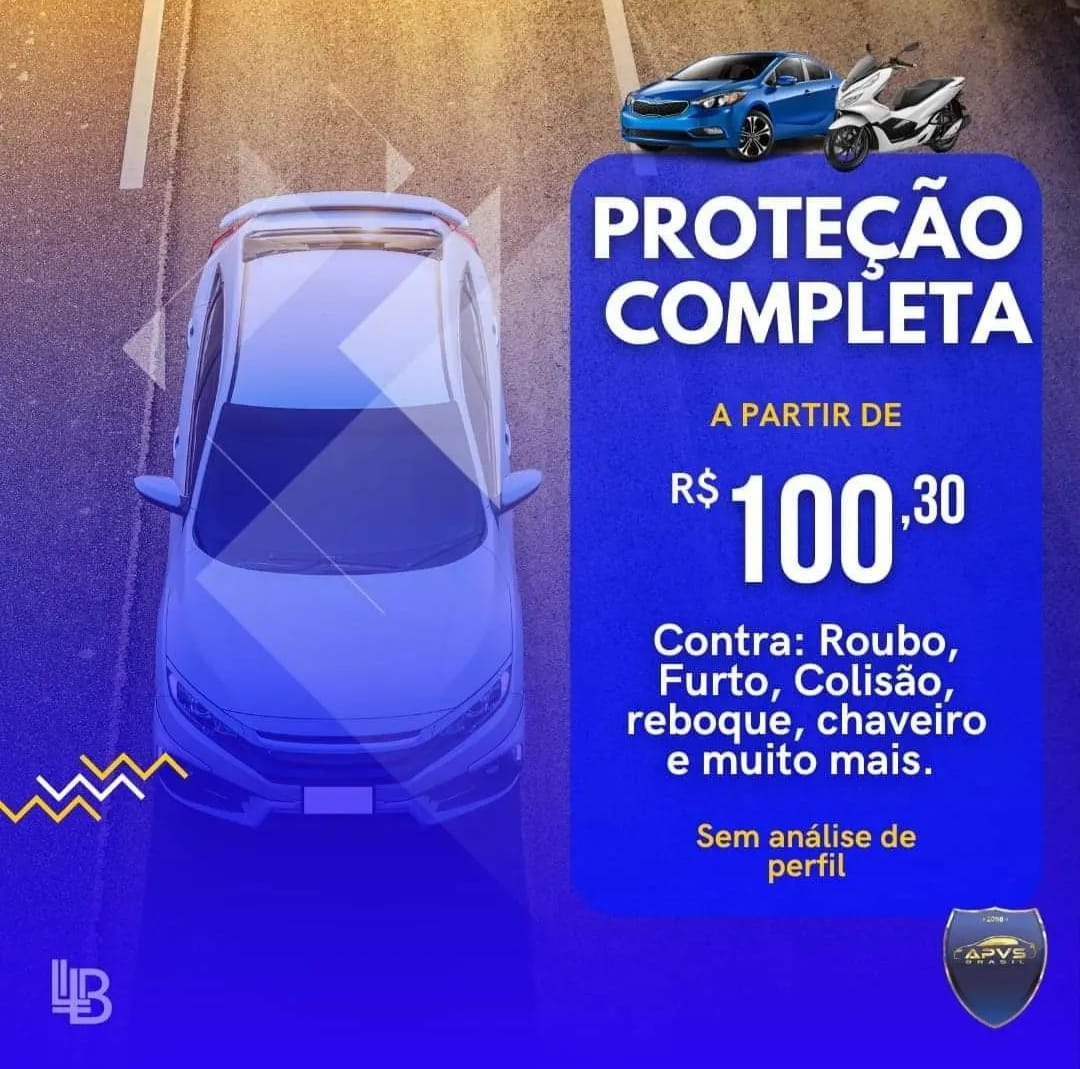 PROTEÇÃO
COMPLETA
A PARTIR DE
R$ 100,30
Contra: Roubo,
Furto, Colisão,
reboque, chaveiro
e muito mais.
Sem análise de
perfil
APVS
BRASIL